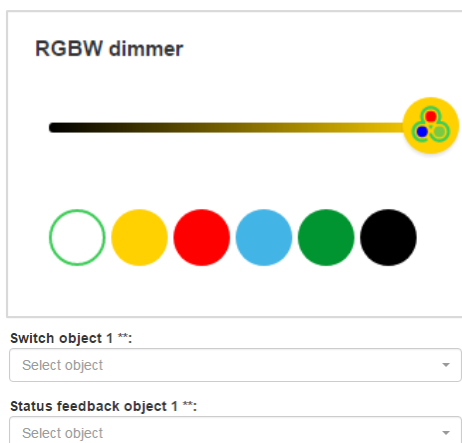 RGBW dimmer
Switch object 1 **:
Select object
Status feedback object 1 **:
Select object